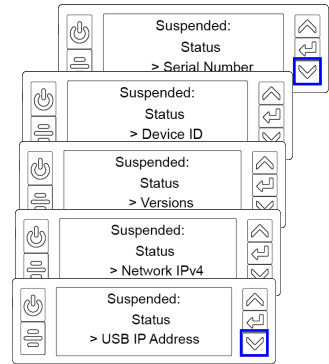 Suspended:
Status
> Serial Number
Suspended:
Status
> Device ID
Suspended:
Status
> Versions
Suspended:
Status
> Network IPv4
Suspended:
Status
> USB IP Address